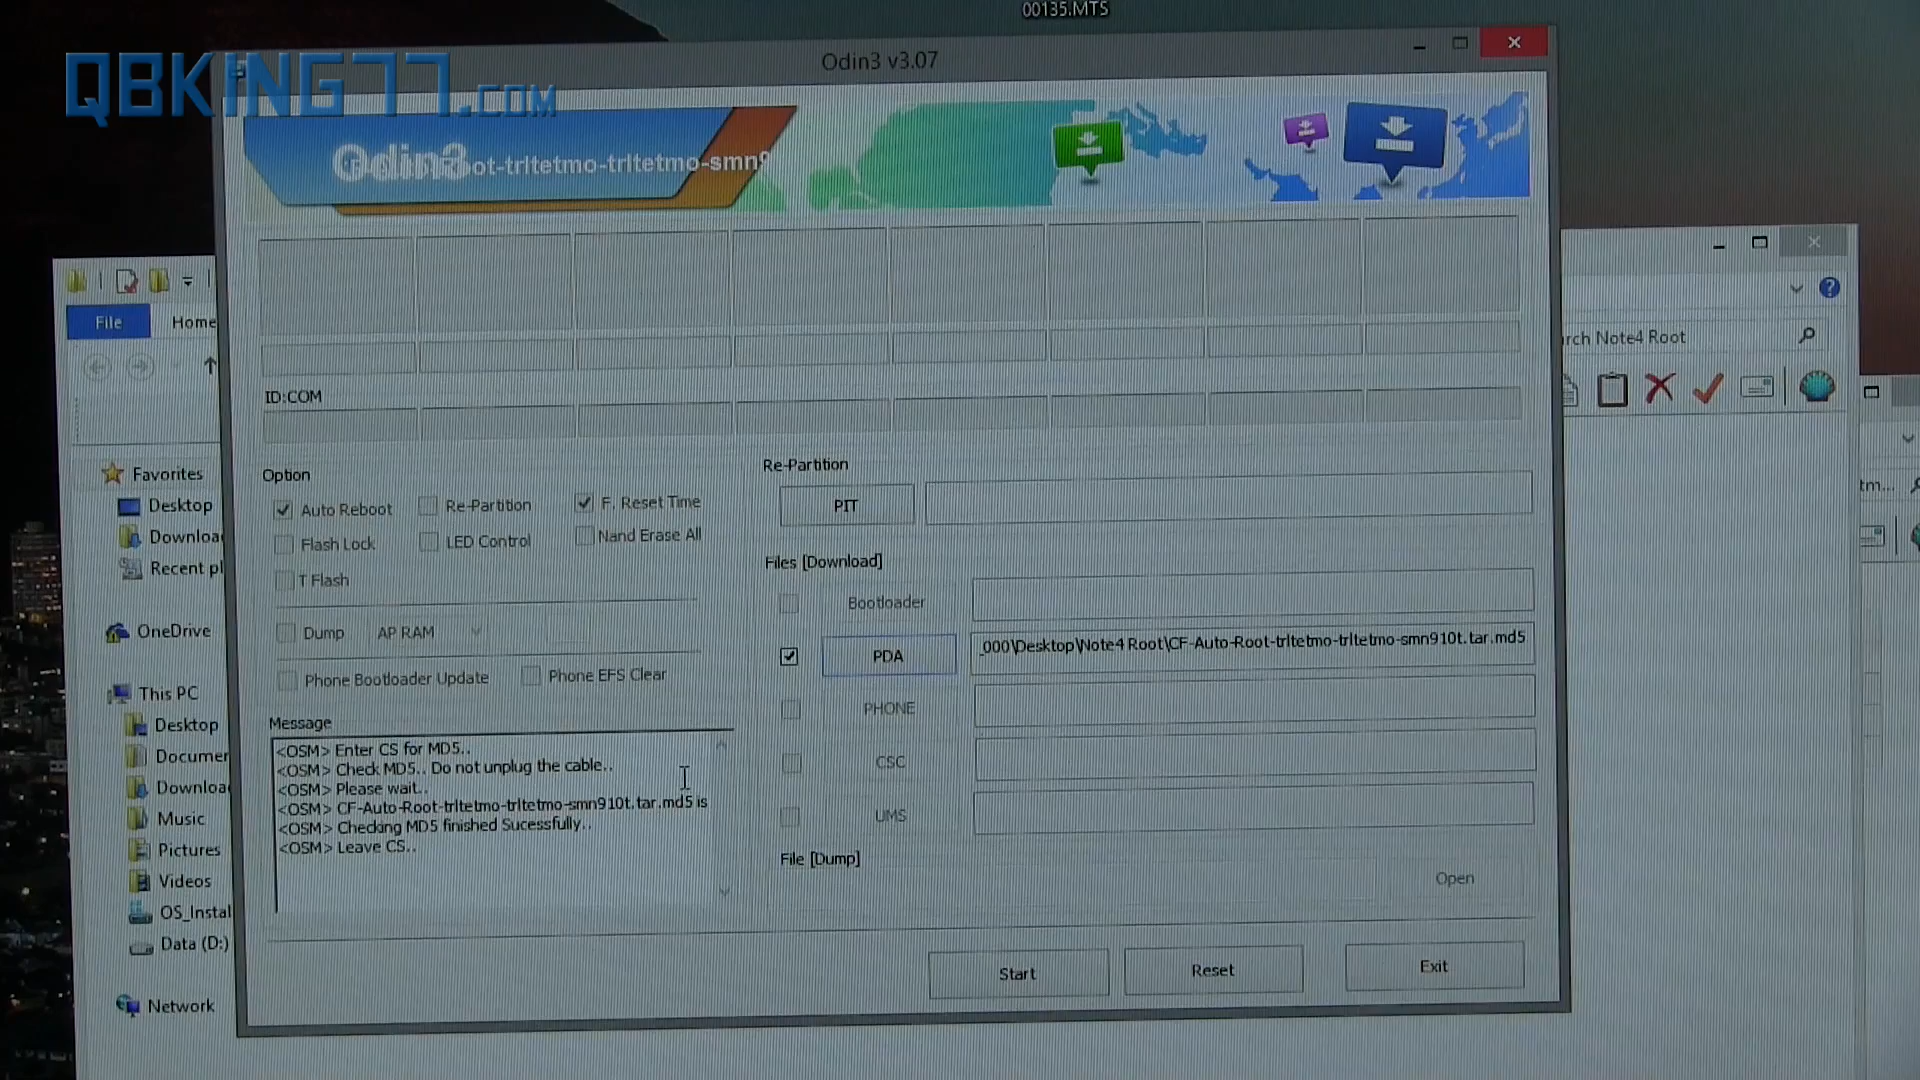 00135.MTS
QBKING77.COM
Odin3 v3.07
Odin3
ot-trltetmo-trltetmo-smn9
File
Home
rch Note4 Root
ID:COM
Favorites
Desktop
Recent pl
OneDrive
This PC
Desktop
Music
Pictures
Videos
OS_Instal
Data (D:)
Network
Option
Auto Reboot
Re-Partition
F. Reset Time
Flash Lock
LED Control
Nand Erase All
T Flash
Dump
AP RAM
Phone Bootloader Update
Phone EFS Clear
Message
<OSM> Enter CS for MD5..
<OSM> Check MD5.. Do not unplug the cable..
<OSM> Please wait..
<OSM> CF-Auto-Root-trltetmo-trltetmo-smn910t.tar.md5 is
<OSM> Checking MD5 finished Sucessfully..
<OSM> Leave CS..
Re-Partition
PIT
Files [Download]
Bootloader
PDA
_000\Desktop\Note4 Root\CF-Auto-Root-trltetmo-trltetmo-smn910t.tar.md5
PHONE
CSC
UMS
File [Dump]
Open
Start
Reset
Exit
tm...